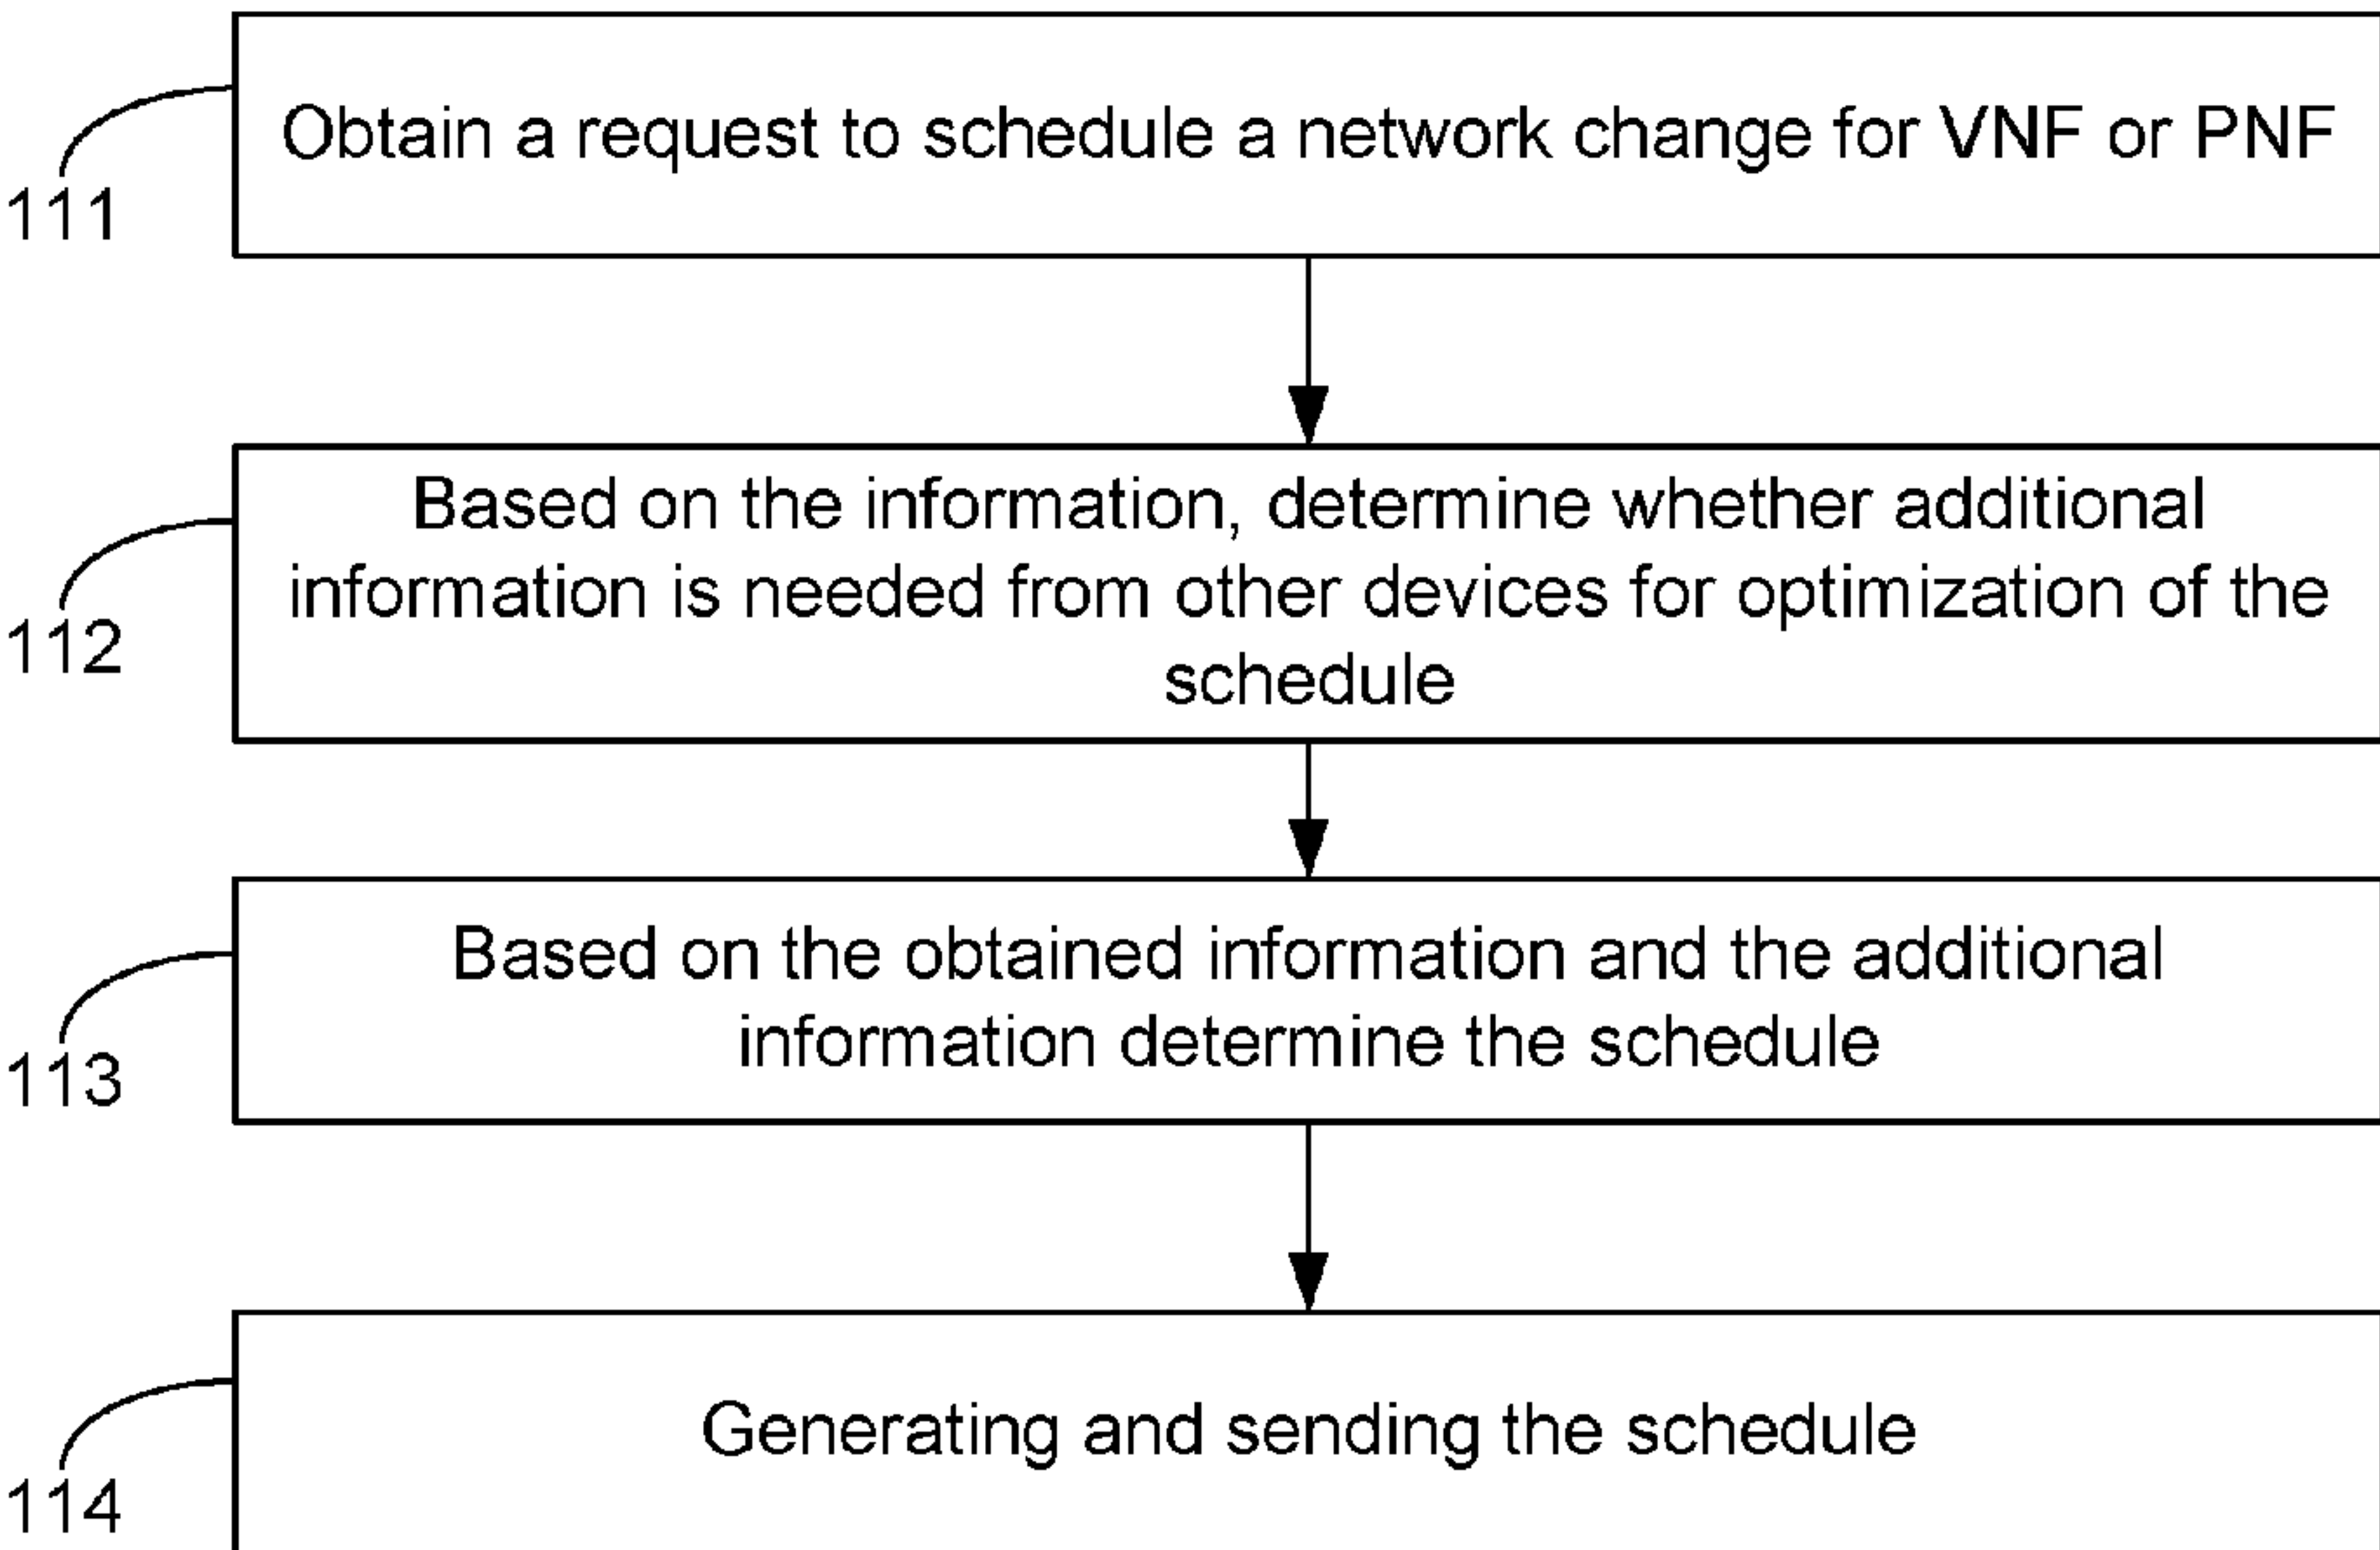 Obtain a request to schedule a network change for VNF or PNF
111
Based on the information, determine whether additional
information is needed from other devices for optimization of the
schedule
112
Based on the obtained information and the additional
information determine the schedule
113
Generating and sending the schedule
114